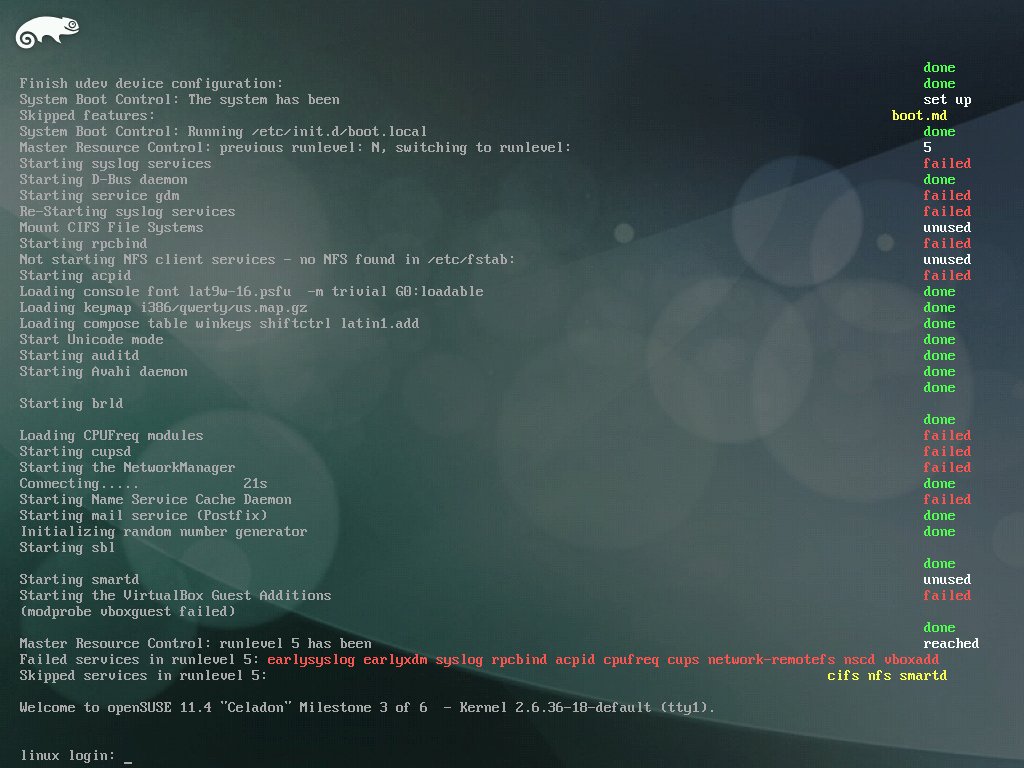 done
Finish udev device configuration: done
System Boot Control: The system has been set up
Skipped features: boot.md
System Boot Control: Running /etc/init.d/boot.local done
Master Resource Control: previous runlevel: N, switching to runlevel: 5
Starting syslog services failed
Starting D-Bus daemon done
Starting service gdm failed
Re-Starting syslog services failed
Mount CIFS File Systems unused
Starting rpcbind failed
Not starting NFS client services - no NFS found in /etc/fstab: unused
Starting acpid failed
Loading console font lat9w-16.psfu  -m trivial G0:loadable done
Loading keymap i386/qwerty/us.map.gz done
Loading compose table winkeys shiftctrl latin1.add done
Start Unicode mode done
Starting auditd done
Starting Avahi daemon done
done
Starting brld
done
Loading CPUFreq modules failed
Starting cupsd failed
Starting the NetworkManager failed
Connecting..... 21s done
Starting Name Service Cache Daemon failed
Starting mail service (Postfix) done
Initializing random number generator done
Starting sbl
done
Starting smartd unused
Starting the VirtualBox Guest Additions failed
(modprobe vboxguest failed)
done
Master Resource Control: runlevel 5 has been reached
Failed services in runlevel 5: earlysyslog earlyxdm syslog rpcbind acpid cpufreq cups network-remotefs nscd vboxadd
Skipped services in runlevel 5: cifs nfs smartd
Welcome to openSUSE 11.4 "Celadon" Milestone 3 of 6  - Kernel 2.6.36-18-default (tty1).
linux login: _